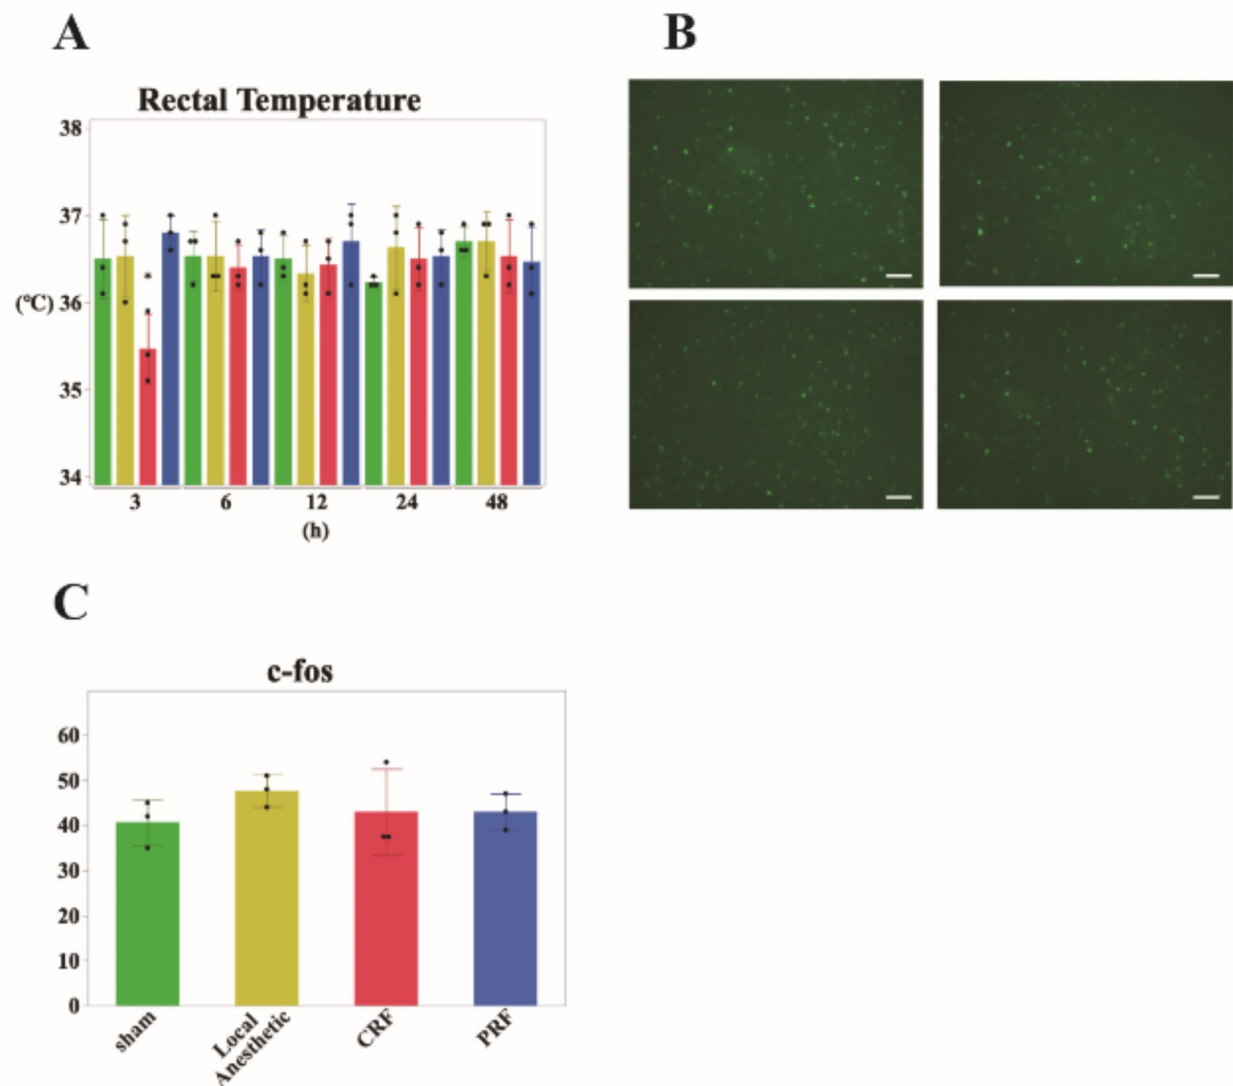 A
B
Rectal Temperature
38
37
36
(°C)
35
34
3 6 12 24 48
(h)
*
C
c-fos
60
50
40
30
20
10
0
sham
Local
Anesthetic
CRF
PRF